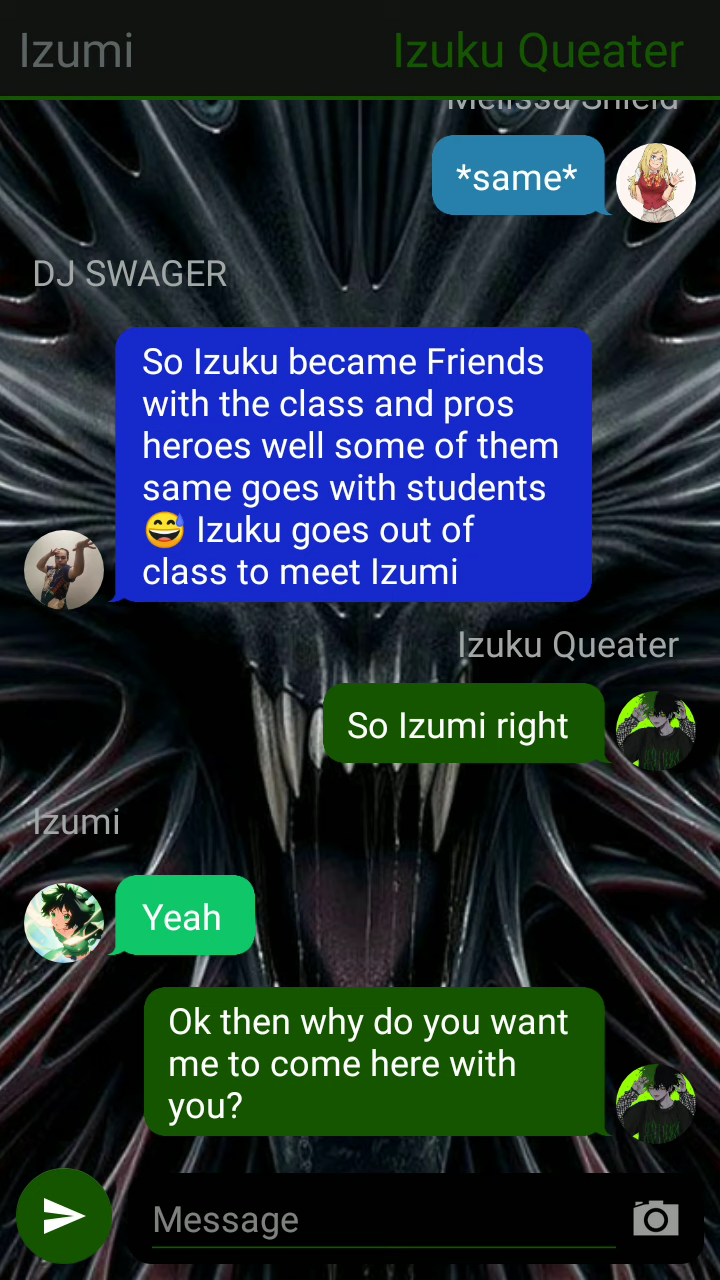 Izumi
Izuku Queater
Melissa Shield
*same*
DJ SWAGER
So Izuku became Friends
with the class and pros
heroes well some of them
same goes with students
😅 Izuku goes out of
class to meet Izumi
Izuku Queater
So Izumi right
Izumi
Yeah
Ok then why do you want
me to come here with
you?
Message